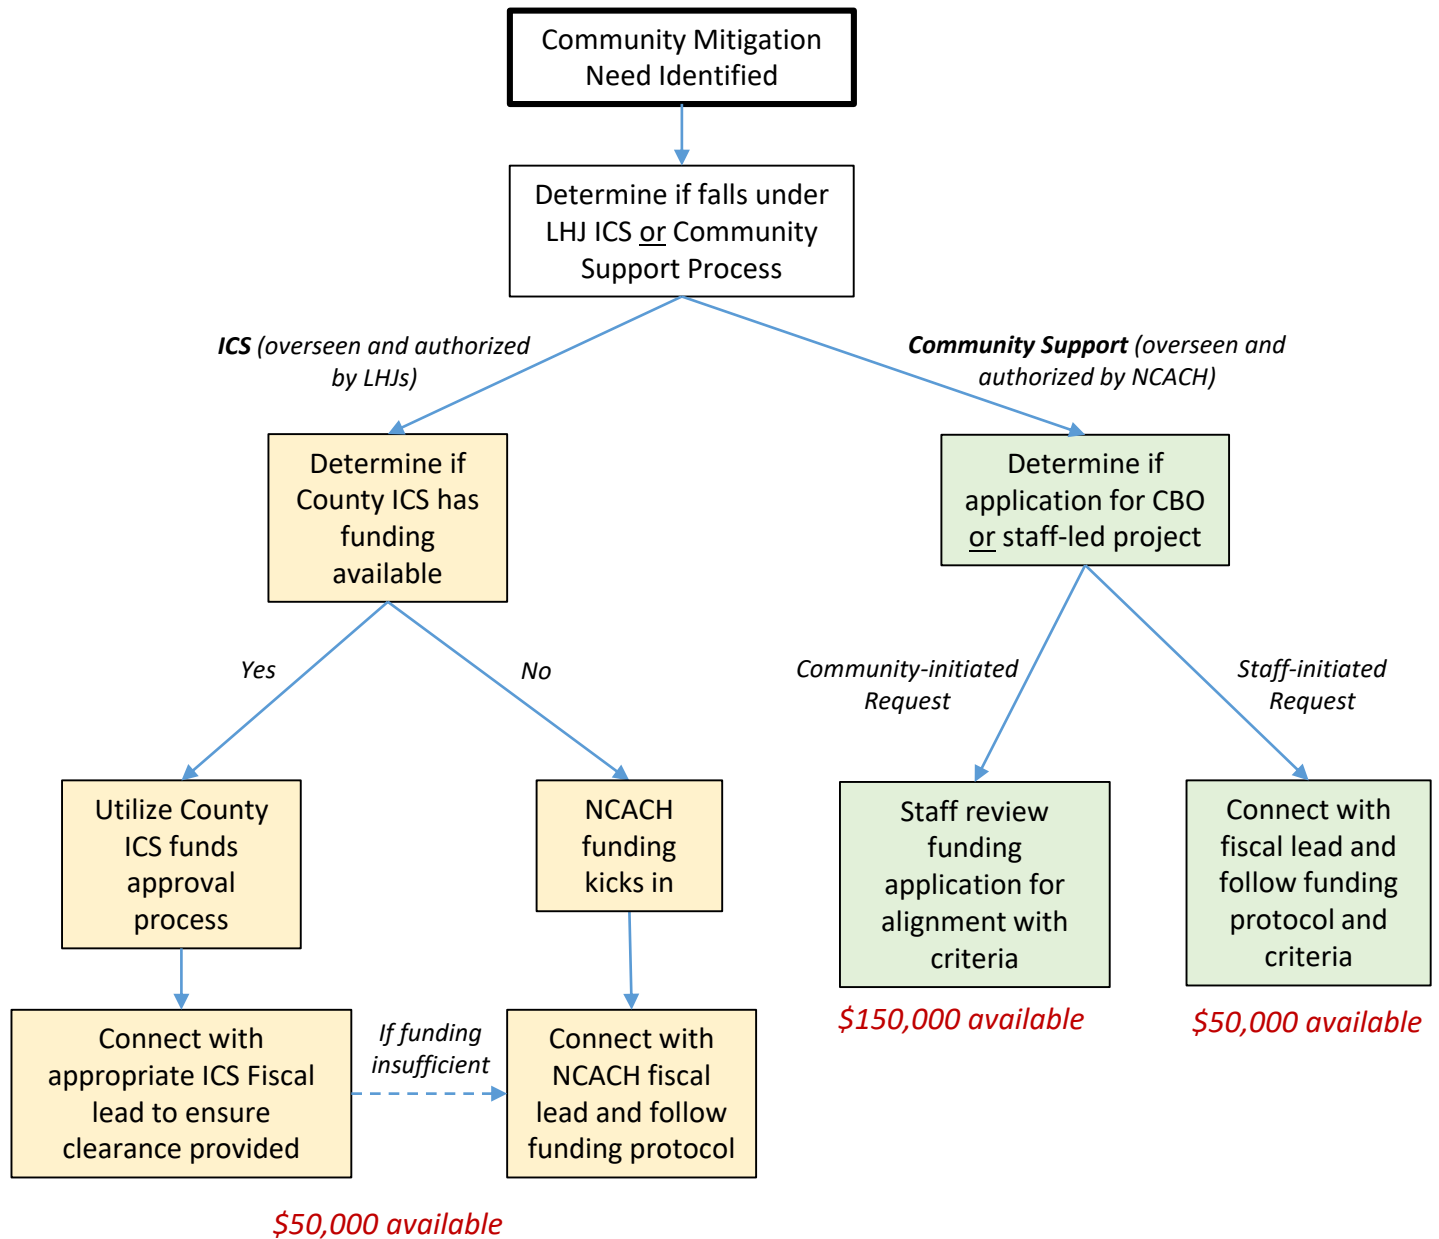 Community Mitigation
Need Identified
Determine if falls under
LHJ ICS or Community
Support Process
ICS (overseen and authorized
by LHJs)
Community Support (overseen and
authorized by NCACH)
Determine if
County ICS has
funding
available
Determine if
application for CBO
or staff-led project
Yes
No
Community-initiated
Request
Staff-initiated
Request
Utilize County
ICS funds
approval
process
NCACH
funding
kicks in
Staff review
funding
application for
alignment with
criteria
Connect with
fiscal lead and
follow funding
protocol and
criteria
Connect with
appropriate ICS Fiscal
lead to ensure
clearance provided
If funding
insufficient
Connect with
NCACH fiscal
lead and follow
funding protocol
$150,000 available
$50,000 available
$50,000 available